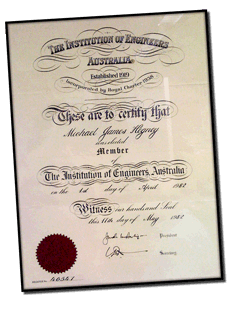 THE INSTITUTION OF ENGINEERS
AUSTRALIA.
Established 1919
Incorporated by Royal Charter 1938
These are to certify that
Michael James Hegney
was elected
Member
of
The Institution of Engineers, Australia
on the 1st day of April 1982
Witness our hands and Seal
this 11th day of May 1982
President
Secretary